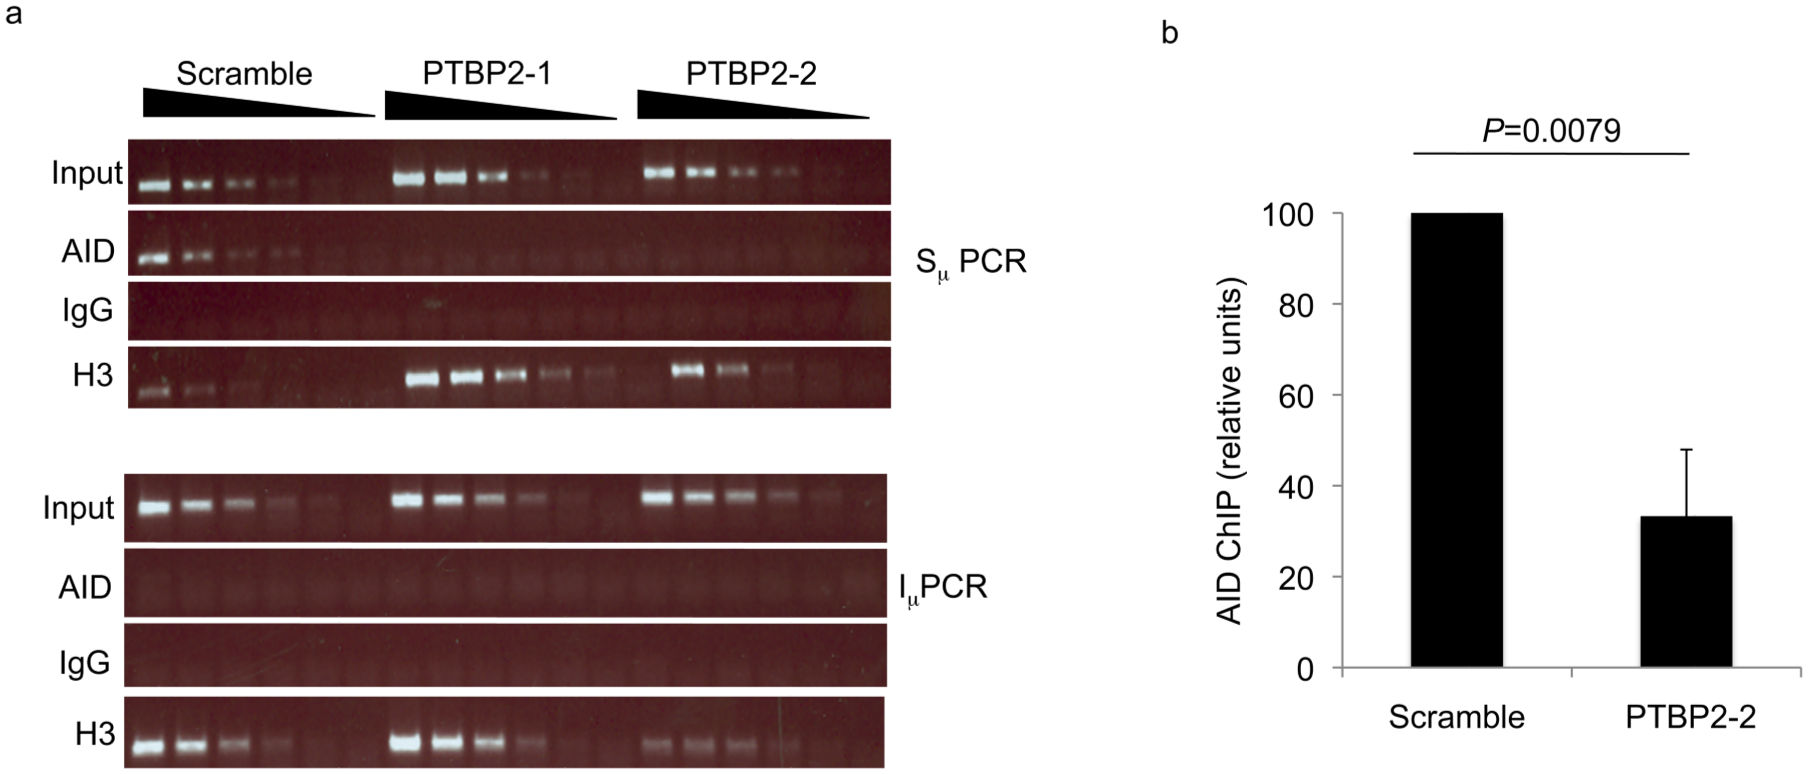 a
Scramble PTBP2-1 PTBP2-2
Input
AID
IgG
H3
Sμ PCR
Input
AID
IgG
H3
IμPCR
b
P=0.0079
AID ChIP (relative units)
100
80
60
40
20
0
Scramble PTBP2-2